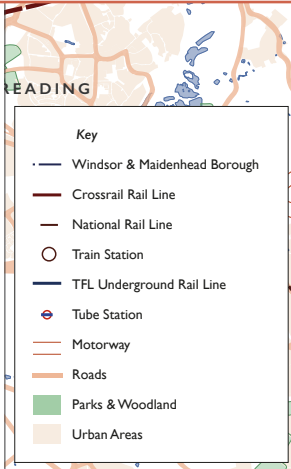 READING
Key
Windsor & Maidenhead Borough
Crossrail Rail Line
National Rail Line
Train Station
TFL Underground Rail Line
Tube Station
Motorway
Roads
Parks & Woodland
Urban Areas